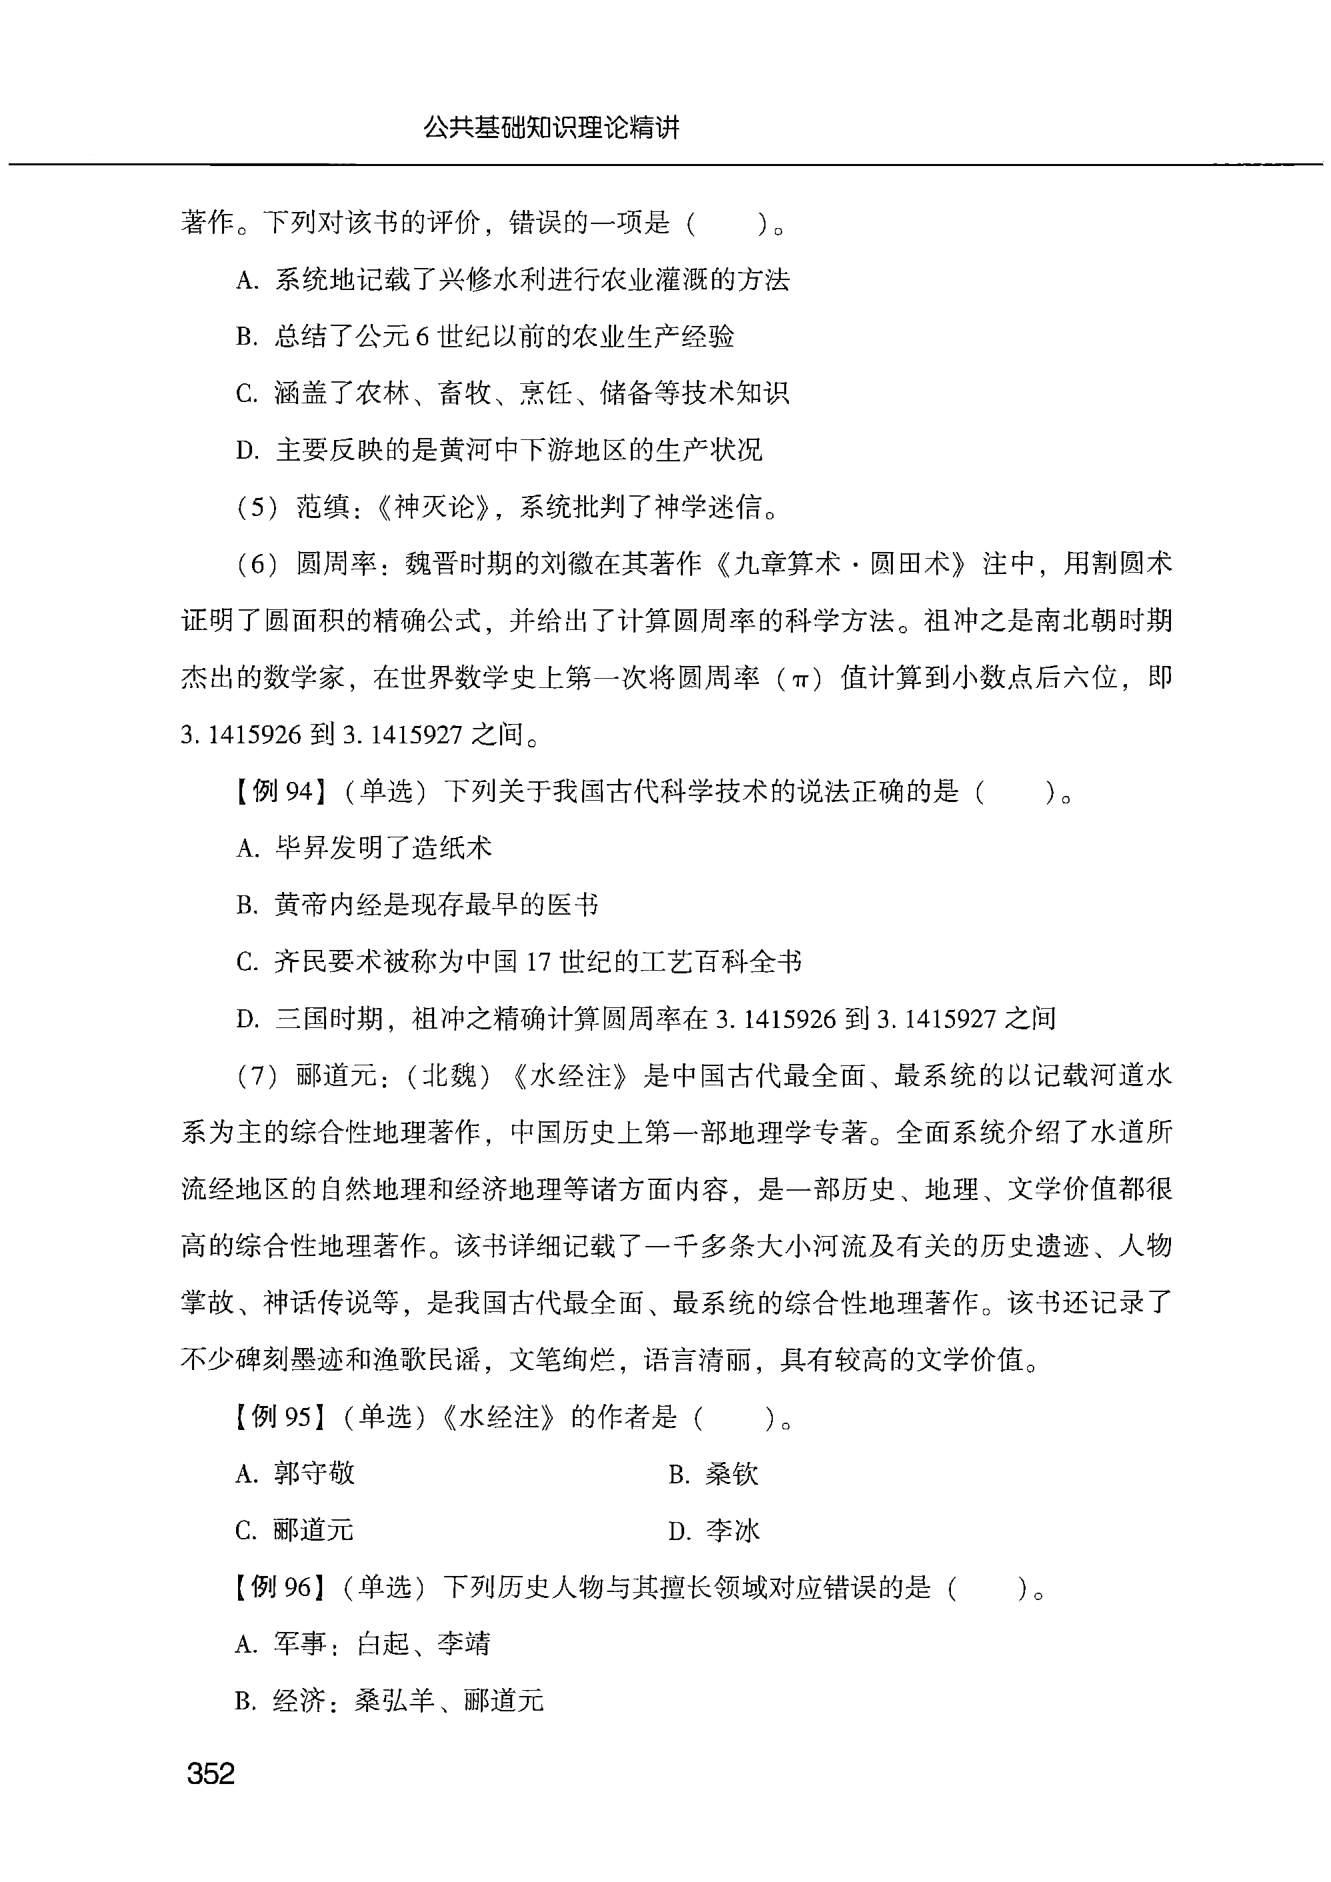 公共基础知识理论精讲
著作。下列对该书的评价，错误的一项是（　　）。
A. 系统地记载了兴修水利进行农业灌溉的方法
B. 总结了公元 6 世纪以前的农业生产经验
C. 涵盖了农林、畜牧、烹饪、储备等技术知识
D. 主要反映的是黄河中下游地区的生产状况
（5）范缜：《神灭论》，系统批判了神学迷信。
（6）圆周率：魏晋时期的刘徽在其著作《九章算术·圆田术》注中，用割圆术
证明了圆面积的精确公式，并给出了计算圆周率的科学方法。祖冲之是南北朝时期
杰出的数学家，在世界数学史上第一次将圆周率（π）值计算到小数点后六位，即
3. 1415926 到 3. 1415927 之间。
【例 94】（单选）下列关于我国古代科学技术的说法正确的是（　　）。
A. 毕昇发明了造纸术
B. 黄帝内经是现存最早的医书
C. 齐民要术被称为中国 17 世纪的工艺百科全书
D. 三国时期，祖冲之精确计算圆周率在 3. 1415926 到 3. 1415927 之间
（7）郦道元：（北魏）《水经注》是中国古代最全面、最系统的以记载河道水
系为主的综合性地理著作，中国历史上第一部地理学专著。全面系统介绍了水道所
流经地区的自然地理和经济地理等诸方面内容，是一部历史、地理、文学价值都很
高的综合性地理著作。该书详细记载了一千多条大小河流及有关的历史遗迹、人物
掌故、神话传说等，是我国古代最全面、最系统的综合性地理著作。该书还记录了
不少碑刻墨迹和渔歌民谣，文笔绚烂，语言清丽，具有较高的文学价值。
【例 95】（单选）《水经注》的作者是（　　）。
A. 郭守敬　　B. 桑钦
C. 郦道元　　D. 李冰
【例 96】（单选）下列历史人物与其擅长领域对应错误的是（　　）。
A. 军事：白起、李靖
B. 经济：桑弘羊、郦道元
352